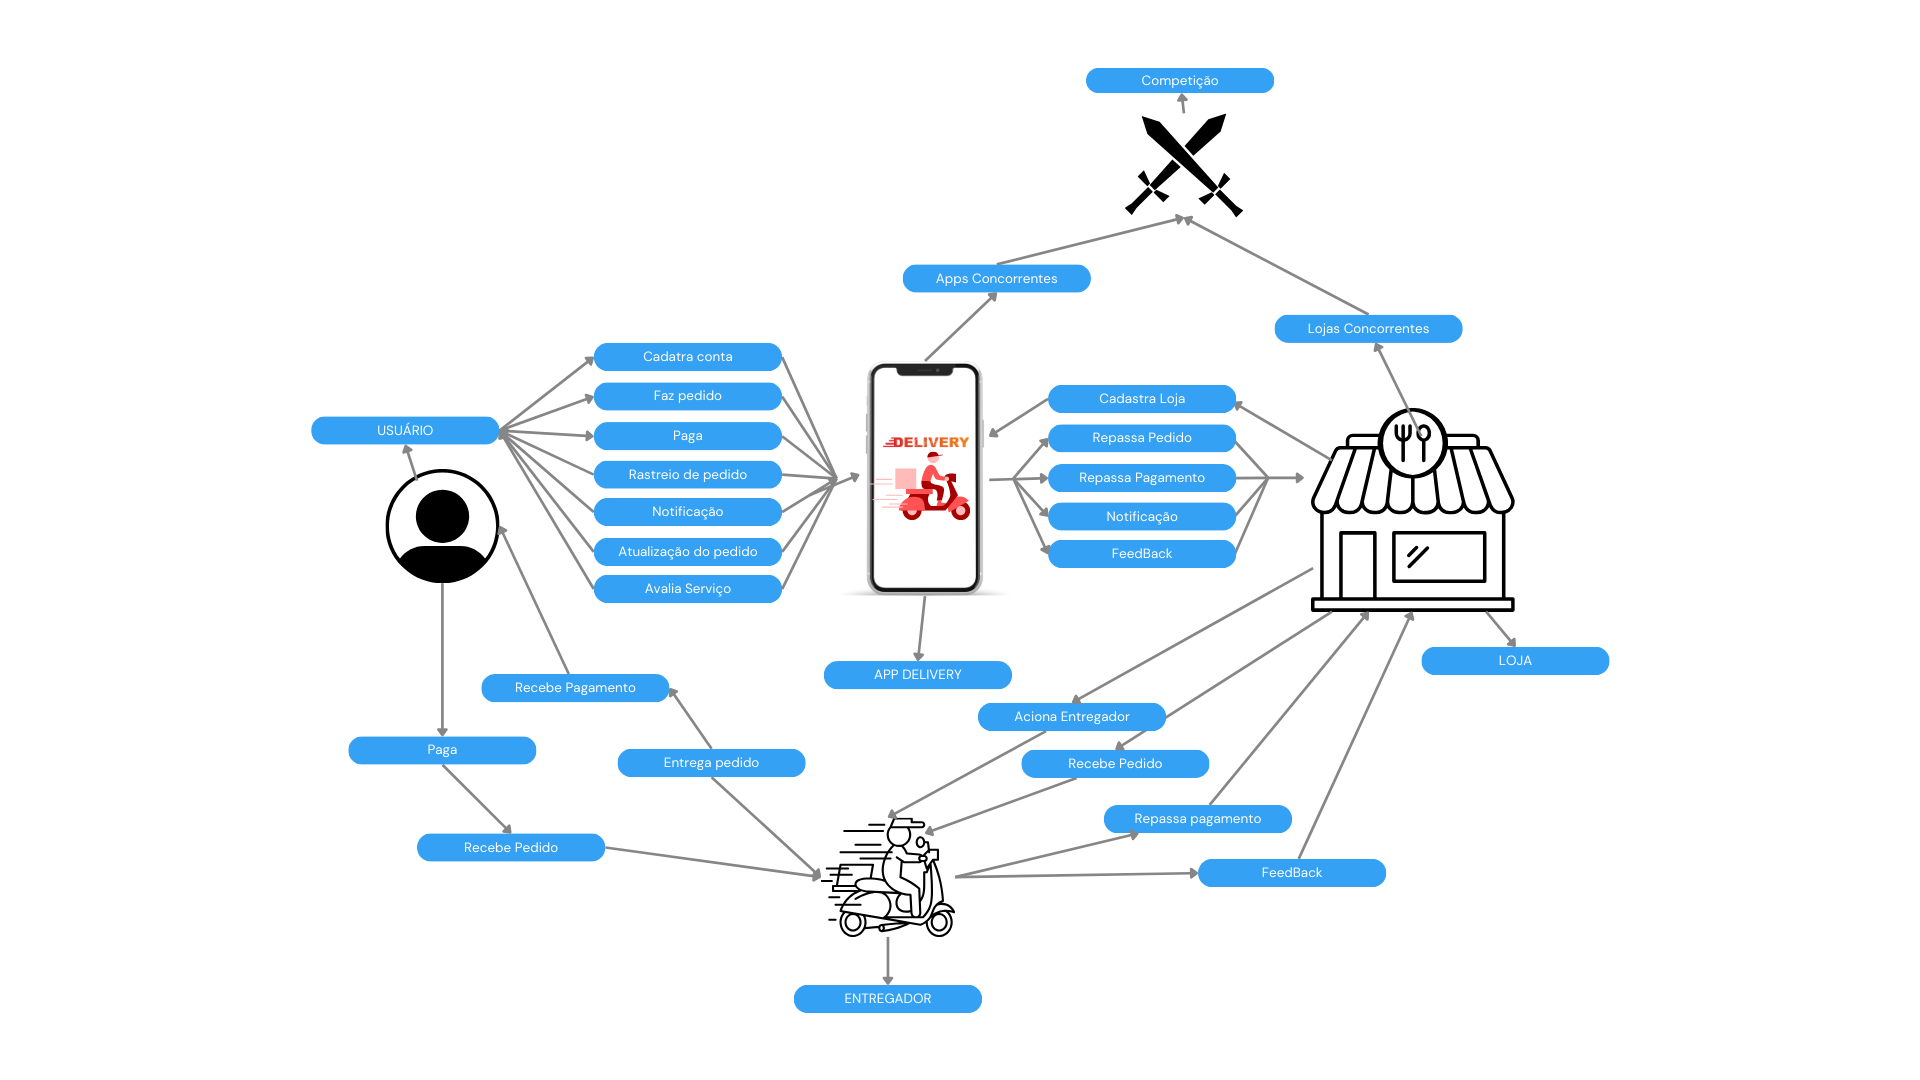 Competição
Apps Concorrentes
Lojas Concorrentes
Cadatra conta
Faz pedido
USUÁRIO
Paga
Rastreio de pedido
Notificação
Atualização do pedido
Avalia Serviço
DELIVERY
Cadastra Loja
Repassa Pedido
Repassa Pagamento
Notificação
FeedBack
LOJA
APP DELIVERY
Recebe Pagamento
Aciona Entregador
Paga
Entrega pedido
Recebe Pedido
Repassa pagamento
Recebe Pedido
FeedBack
ENTREGADOR